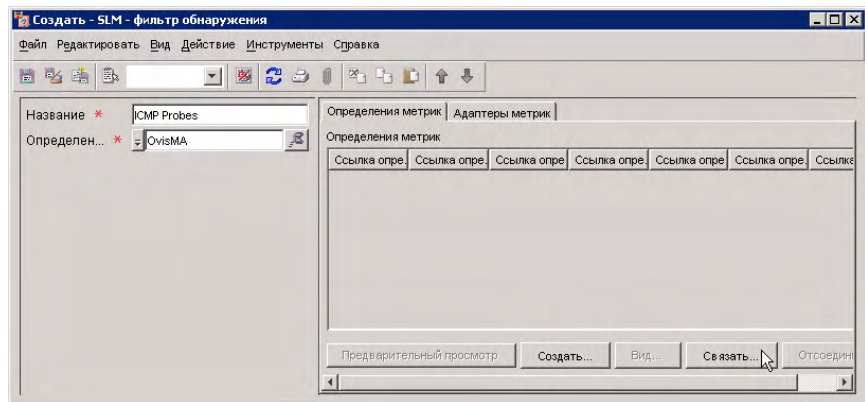 Создать - SLM - фильтр обнаружения
Файл Редактировать Вид Действие Инструменты Справка
Название * ICMP Probes
Определен... * OvisMA
Определения метрик Адаптеры метрик
Определения метрик
Ссылка опре. Ссылка опре. Ссылка опре Ссылка опре. Ссылка опре Ссылка опре. Ссылка
Предварительный просмотр Создать... Вид... Связать... Отсоедин